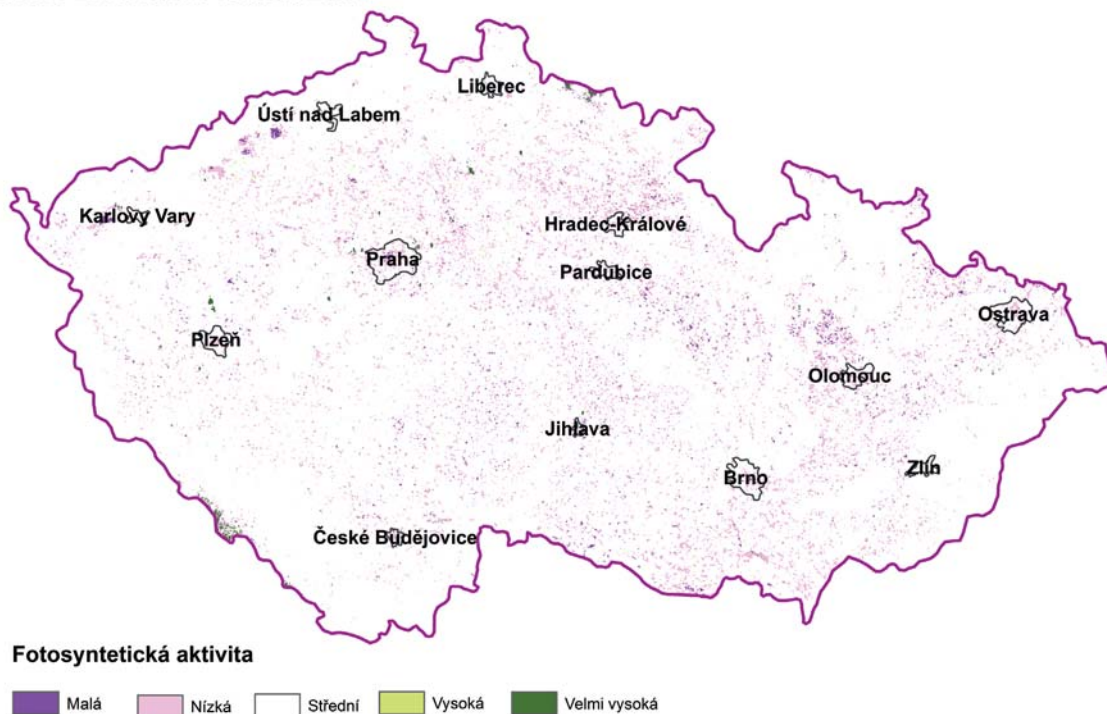 Liberec
Ústí nad Labem
Karlovy Vary
Hradec-Králové
Praha
Pardubice
Ostrava
Plzeň
Olomouc
Jihlava
Zlín
Brno
České Budějovice
Fotosyntetická aktivita
Malá
Nízká
Střední
Vysoká
Velmi vysoká